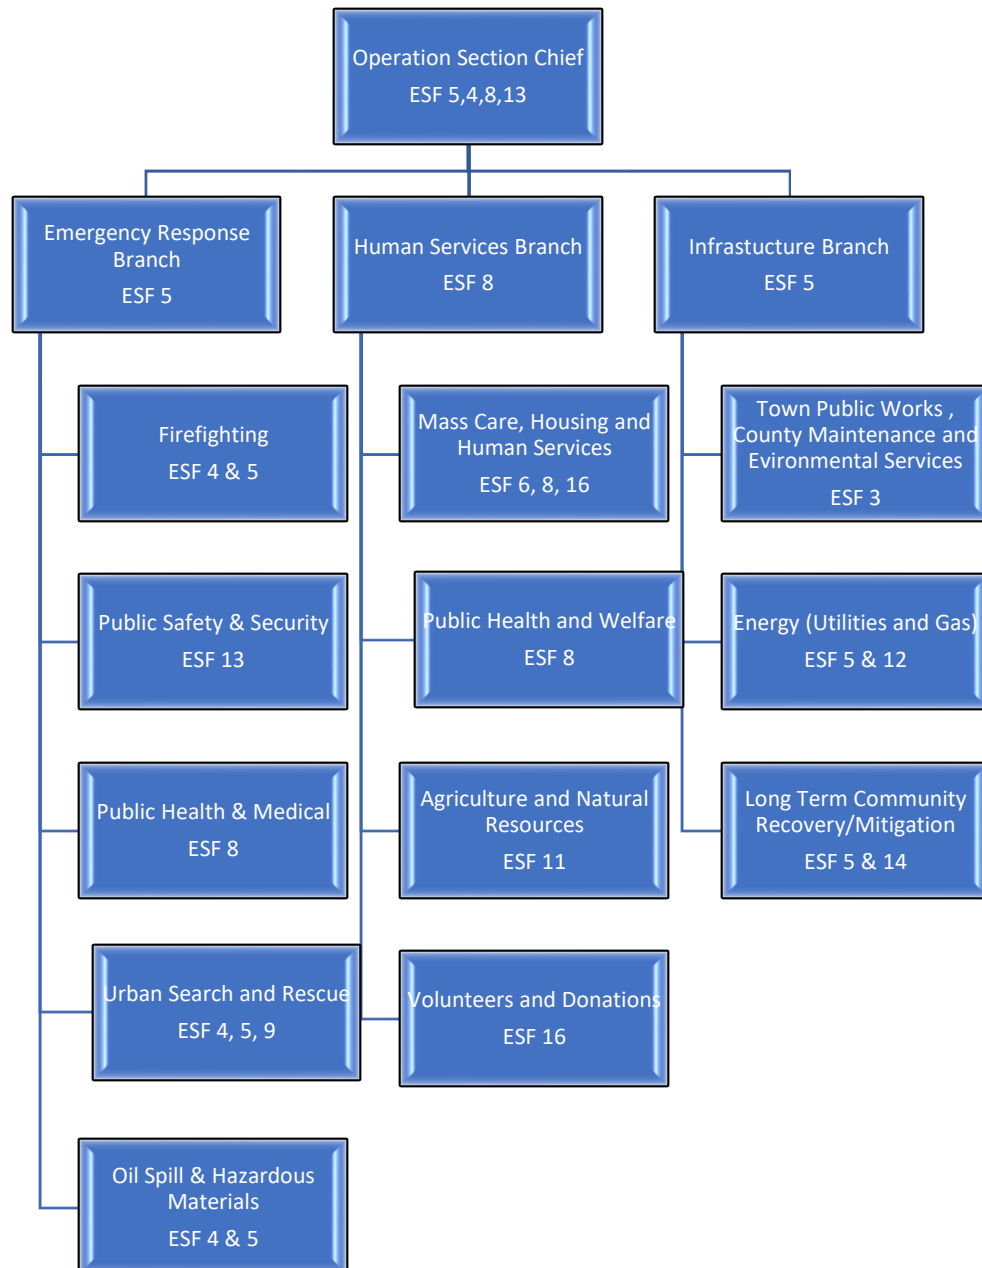 Operation Section Chief
ESF 5,4,8,13
Emergency Response
Branch
ESF 5
Human Services Branch
ESF 8
Infrastucture Branch
ESF 5
Firefighting
ESF 4 & 5
Public Safety & Security
ESF 13
Public Health & Medical
ESF 8
Urban Search and Rescue
ESF 4, 5, 9
Oil Spill & Hazardous
Materials
ESF 4 & 5
Mass Care, Housing and
Human Services
ESF 6, 8, 16
Public Health and Welfare
ESF 8
Agriculture and Natural
Resources
ESF 11
Volunteers and Donations
ESF 16
Town Public Works ,
County Maintenance and
Evironmental Services
ESF 3
Energy (Utilities and Gas)
ESF 5 & 12
Long Term Community
Recovery/Mitigation
ESF 5 & 14